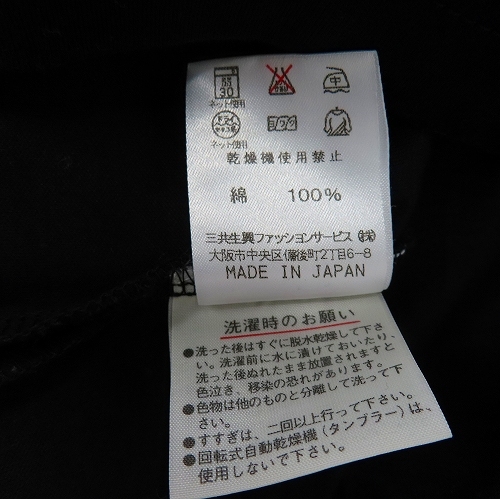 30
中
ネット使用
ドライ
ネット使用
乾燥機使用禁止
綿 100%
三共生興ファッションサービス㈱
大阪市中央区備後町2丁目6-8
MADE IN JAPAN
洗濯時のお願い
●洗った後はすぐに脱水乾燥して下さ
い。洗濯前に水に漬けておいたり、
洗った後ぬれたまま放置されますと
色泣き、移染の恐れがあります。
●色物は他のものと分離して洗って下
さい。
●すすぎは、二回以上行って下さい。
●回転式自動乾燥機(タンブラー)は、
使用しないで下さい。